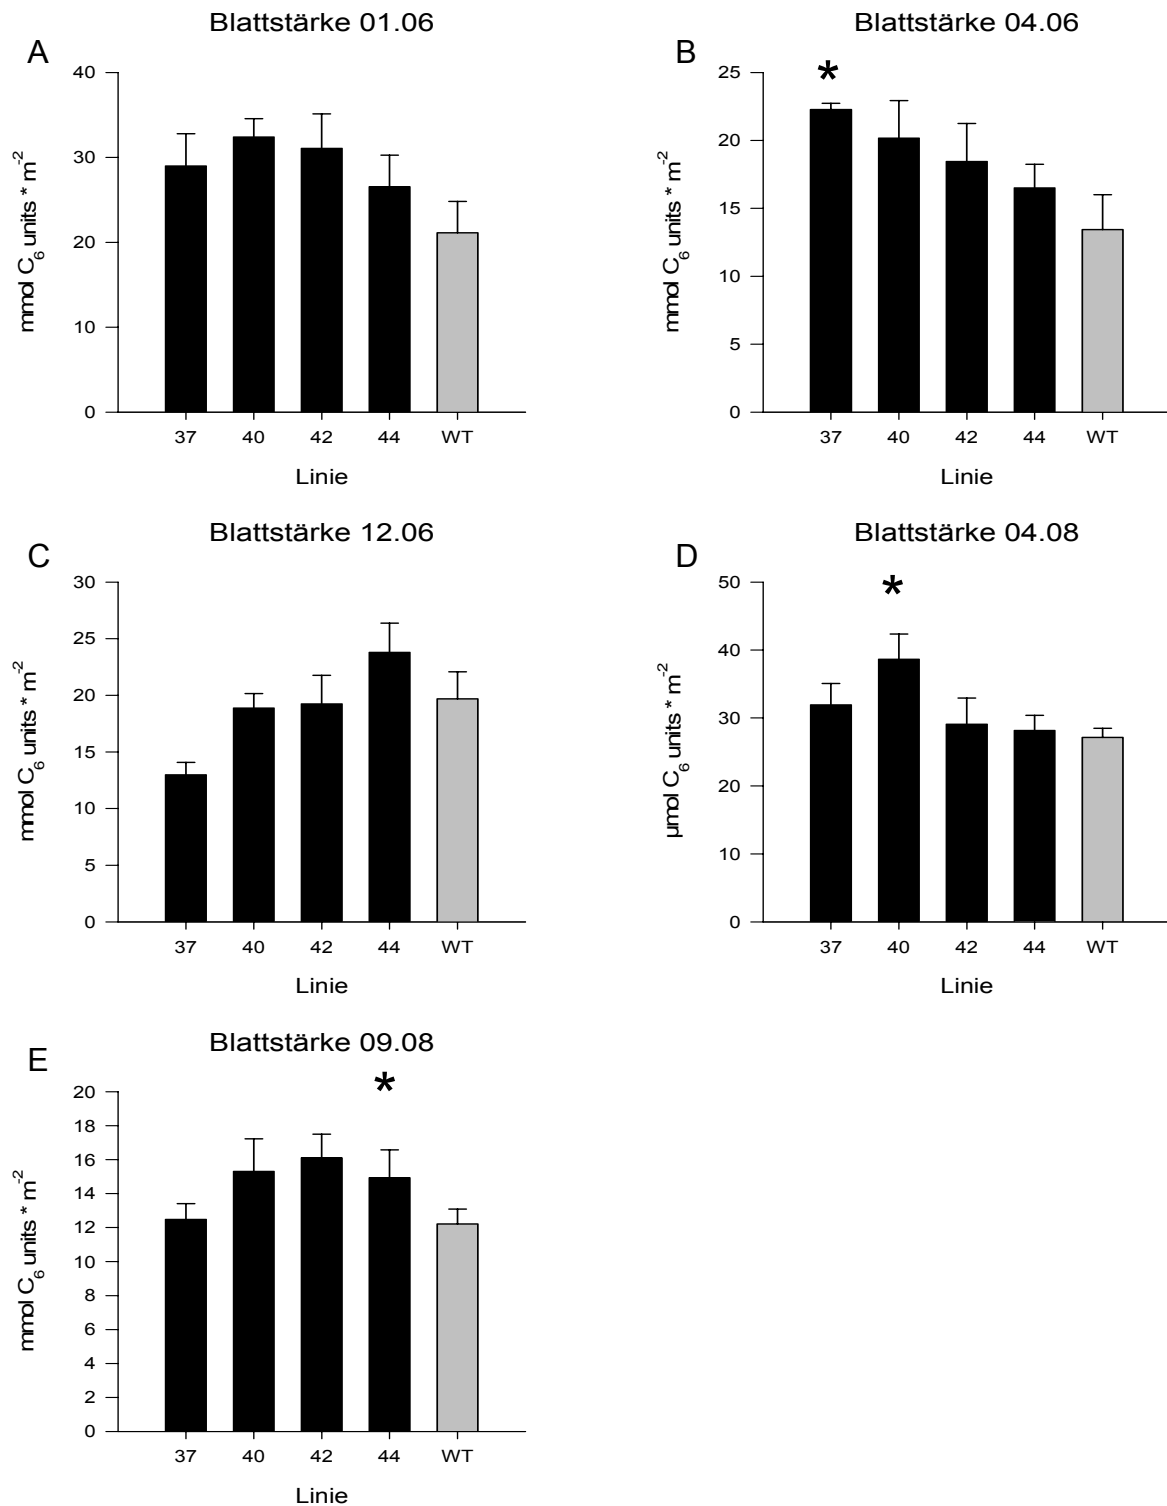 Blattstärke 01.06
A
40
30
20
10
0
mmol C6 units * m-2
37 40 42 44 WT
Linie
Blattstärke 04.06
B
*
25
20
15
10
5
0
mmol C6 units * m-2
37 40 42 44 WT
Linie
Blattstärke 12.06
C
30
25
20
15
10
5
0
mmol C6 units * m-2
37 40 42 44 WT
Linie
Blattstärke 04.08
D
*
50
40
30
20
10
0
µmol C6 units * m-2
37 40 42 44 WT
Linie
Blattstärke 09.08
E
*
20
18
16
14
12
10
8
6
4
2
0
mmol C6 units * m-2
37 40 42 44 WT
Linie